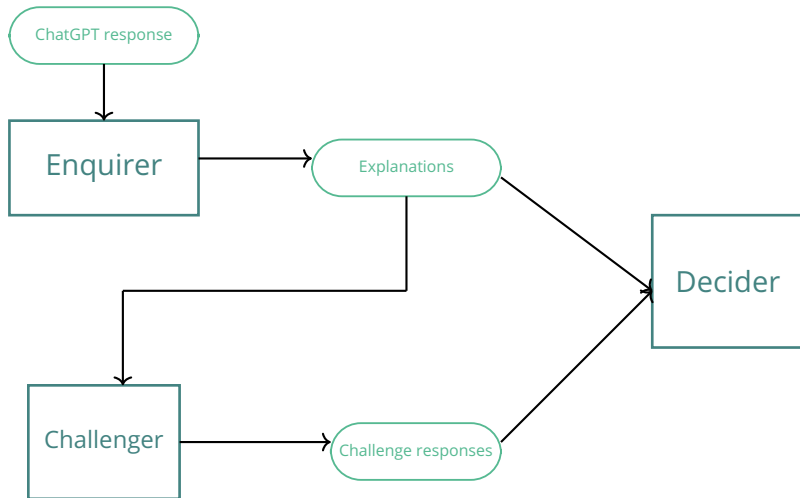 ChatGPT response
Enquirer
Explanations
Decider
Challenger
Challenge responses